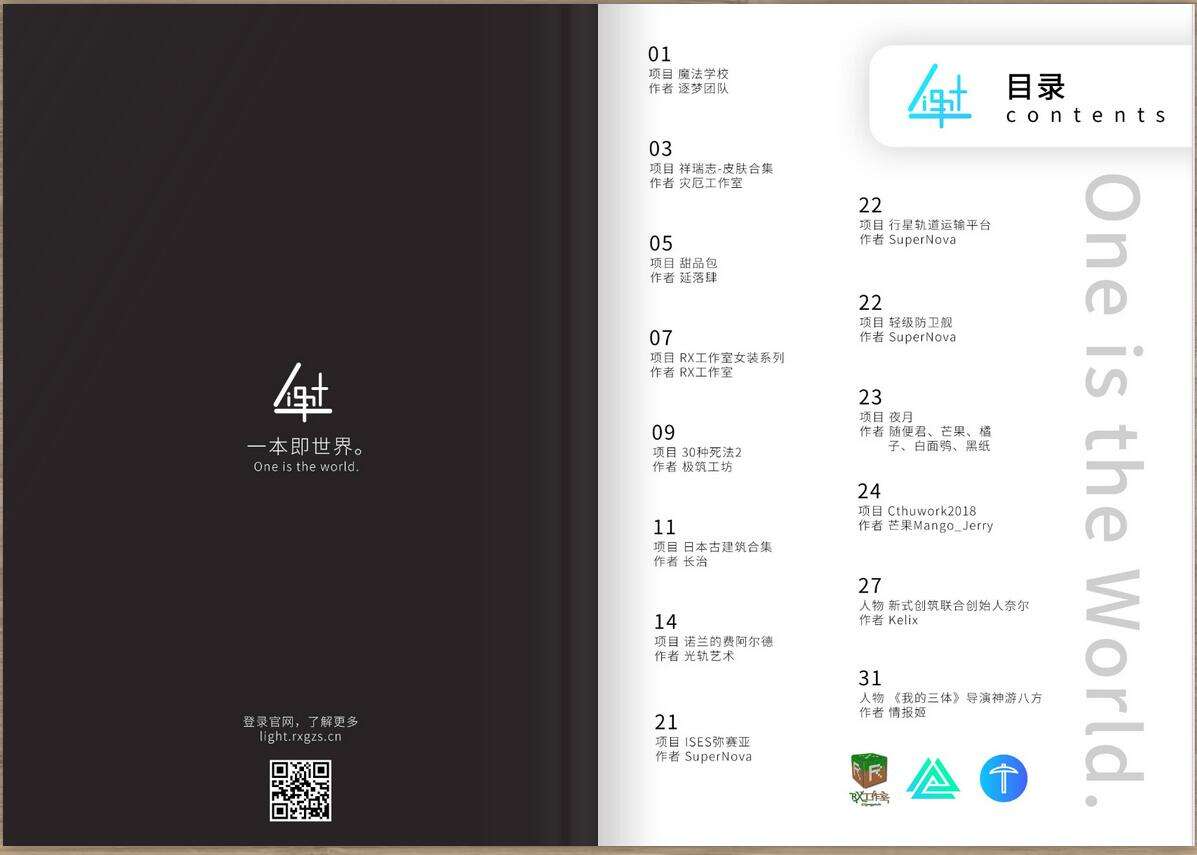 light
一本即世界。
One is the world.
登录官网，了解更多
light.rxgzs.cn
light
目录
contents
01
项目 魔法学校
作者 逐梦团队
03
项目 祥瑞志-皮肤合集
作者 灾厄工作室
05
项目 甜品包
作者 延落肆
07
项目 RX工作室女装系列
作者 RX工作室
09
项目 30种死法2
作者 极筑工坊
11
项目 日本古建筑合集
作者 长治
14
项目 诺兰的费阿尔德
作者 光轨艺术
21
项目 ISES弥赛亚
作者 SuperNova
22
项目 行星轨道运输平台
作者 SuperNova
22
项目 轻级防卫舰
作者 SuperNova
23
项目 夜月
作者 随便君、芒果、橘
子、白面鸮、黑纸
24
项目 Cthuwork2018
作者 芒果Mango_Jerry
27
人物 新式创筑联合创始人奈尔
作者 Kelix
31
人物 《我的三体》导演神游八方
作者 情报姬
RX工作室
One is the World.